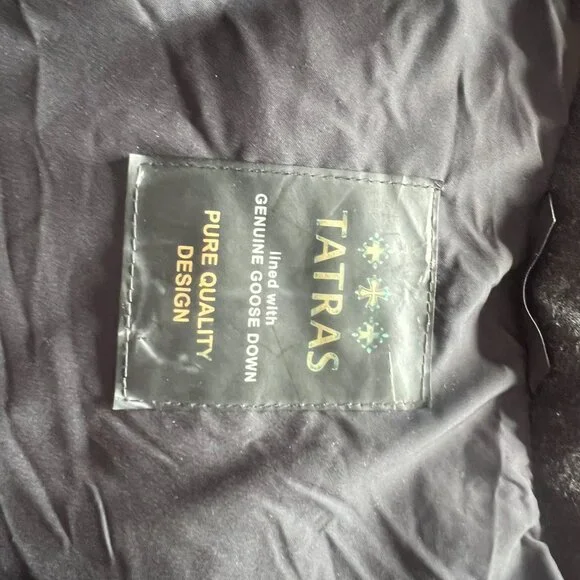 TATRAS
lined with
GENUINE GOOSE DOWN
PURE QUALITY
DESIGN